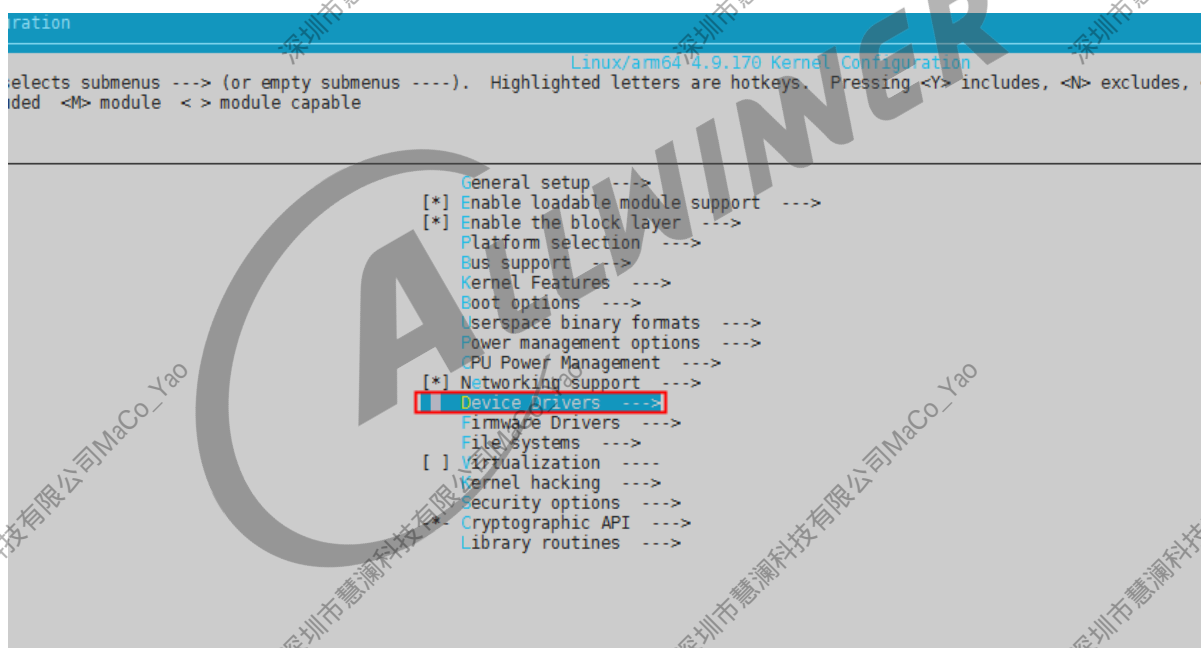 ration
Linux/arm64 4.9.170 Kernel Configuration
elects submenus ---> (or empty submenus ----). Highlighted letters are hotkeys. Pressing <Y> includes, <N> excludes,
ded <M> module < > module capable
General setup --->
[*] Enable loadable module support --->
[*] Enable the block layer --->
Platform selection --->
Bus support --->
Kernel Features --->
Boot options --->
Userspace binary formats --->
Power management options --->
CPU Power Management --->
[*] Networking support --->
Device Drivers --->
Firmware Drivers --->
File systems --->
[ ] Virtualization ----
Kernel hacking --->
Security options --->
-*- Cryptographic API --->
Library routines --->
ALLWINNER
深圳市慧澜科技有限公司MaCo_Yao